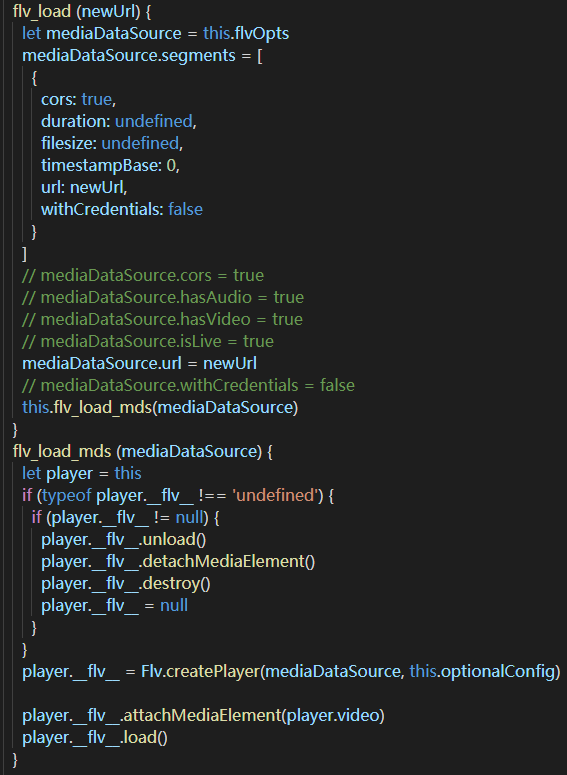 flv_load (newUrl) {
let mediaDataSource = this.flvOpts
mediaDataSource.segments = [
{
cors: true,
duration: undefined,
filesize: undefined,
timestampBase: 0,
url: newUrl,
withCredentials: false
}
]
// mediaDataSource.cors = true
// mediaDataSource.hasAudio = true
// mediaDataSource.hasVideo = true
// mediaDataSource.isLive = true
mediaDataSource.url = newUrl
// mediaDataSource.withCredentials = false
this.flv_load_mds(mediaDataSource)
}
flv_load_mds (mediaDataSource) {
let player = this
if (typeof player.__flv__ !== 'undefined') {
if (player.__flv__ != null) {
player.__flv__.unload()
player.__flv__.detachMediaElement()
player.__flv__.destroy()
player.__flv__ = null
}
}
player.__flv__ = Flv.createPlayer(mediaDataSource, this.optionalConfig)
player.__flv__.attachMediaElement(player.video)
player.__flv__.load()
}